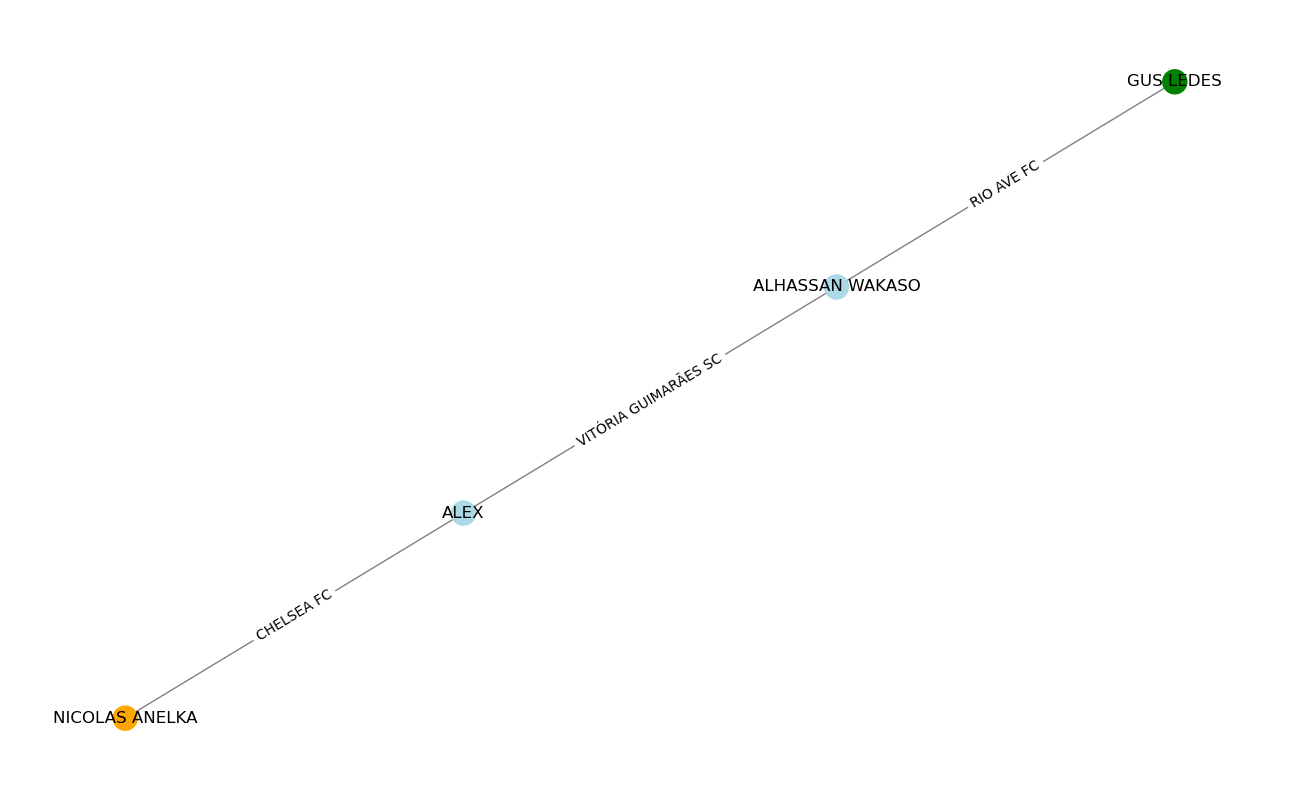 GUS LEDES
RIO AVE FC
ALHASSAN WAKASO
VITÓRIA GUIMARÃES SC
ALEX
CHELSEA FC
NICOLAS ANELKA